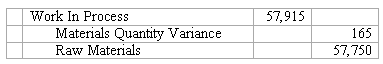 Work In Process 57,915
Materials Quantity Variance 165
Raw Materials 57,750